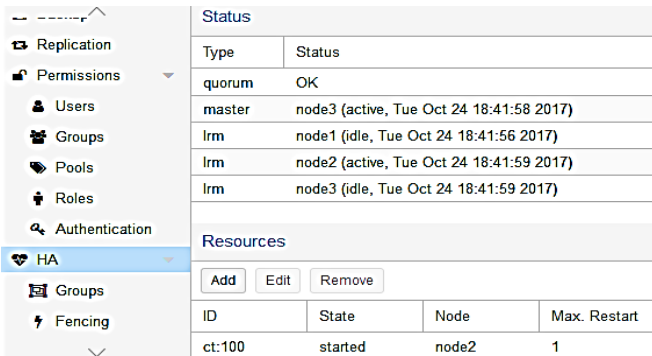 Backup
Replication
Permissions
Users
Groups
Pools
Roles
Authentication
HA
Groups
Fencing
Status
Type Status
quorum OK
master node3 (active, Tue Oct 24 18:41:58 2017)
lrm node1 (idle, Tue Oct 24 18:41:56 2017)
lrm node2 (active, Tue Oct 24 18:41:58 2017)
lrm node3 (idle, Tue Oct 24 18:41:59 2017)
Resources
Add Edit Remove
ID State Node Max. Restart
ct:100 started node2 1